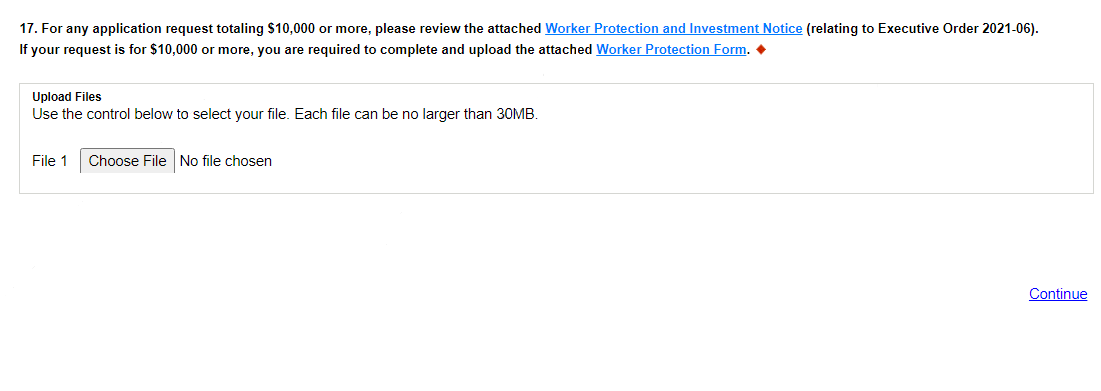 17. For any application request totaling $10,000 or more, please review the attached Worker Protection and Investment Notice (relating to Executive Order 2021-06).
If your request is for $10,000 or more, you are required to complete and upload the attached Worker Protection Form. ♦
Upload Files
Use the control below to select your file. Each file can be no larger than 30MB.
File 1 Choose File No file chosen
Continue